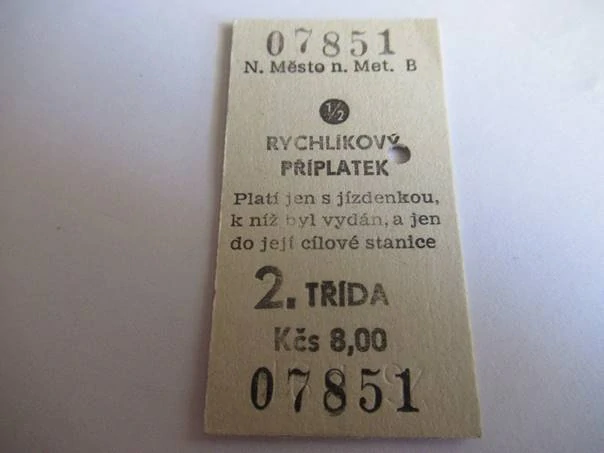 07851
N. Město n. Met. B
1/2
RYCHLÍKOVÝ
PŘÍPLATEK
Platí jen s jízdenkou,
k níž byl vydán, a jen
do její cílové stanice
2. TŘÍDA
Kčs 8,00
07851